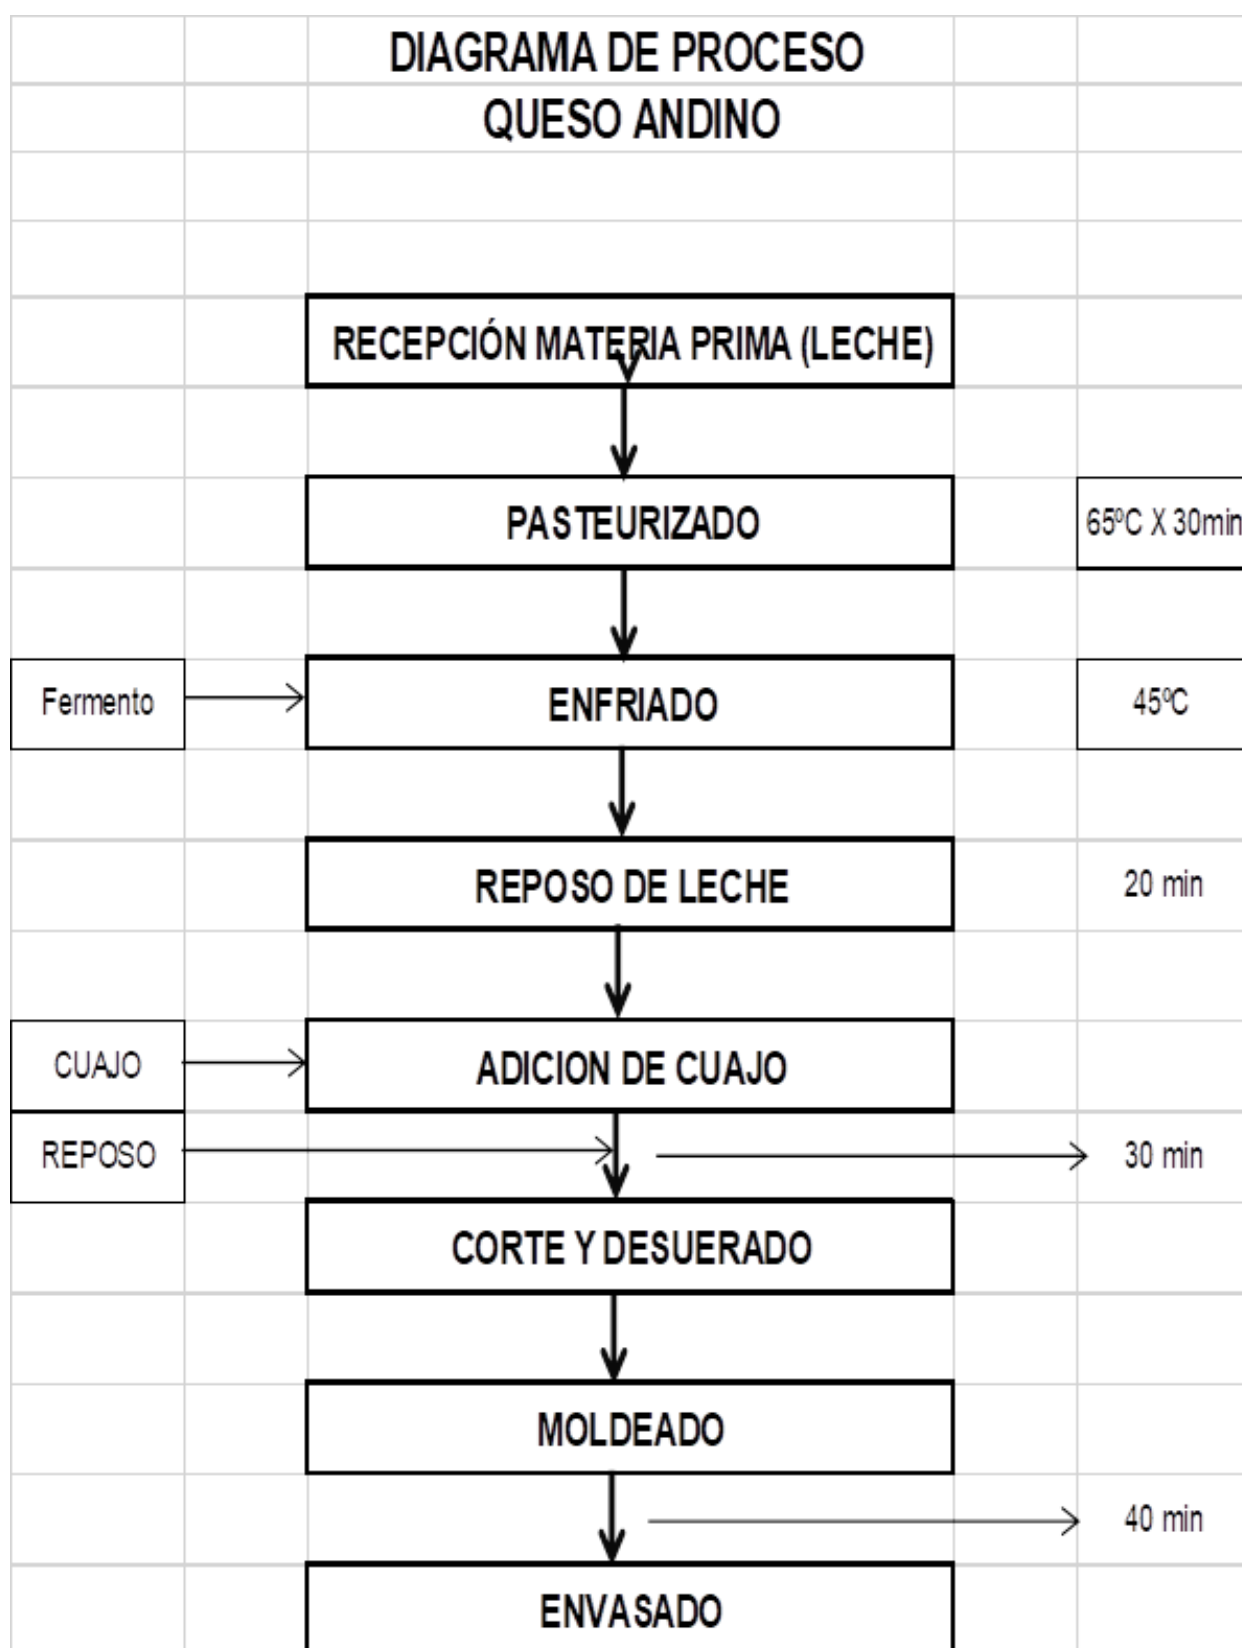 DIAGRAMA DE PROCESO
QUESO ANDINO
RECEPCIÓN MATERIA PRIMA (LECHE)
PASTEURIZADO
65ºC X 30min
Fermento
ENFRIADO
45ºC
REPOSO DE LECHE
20 min
CUAJO
ADICION DE CUAJO
REPOSO
30 min
CORTE Y DESUERADO
MOLDEADO
40 min
ENVASADO